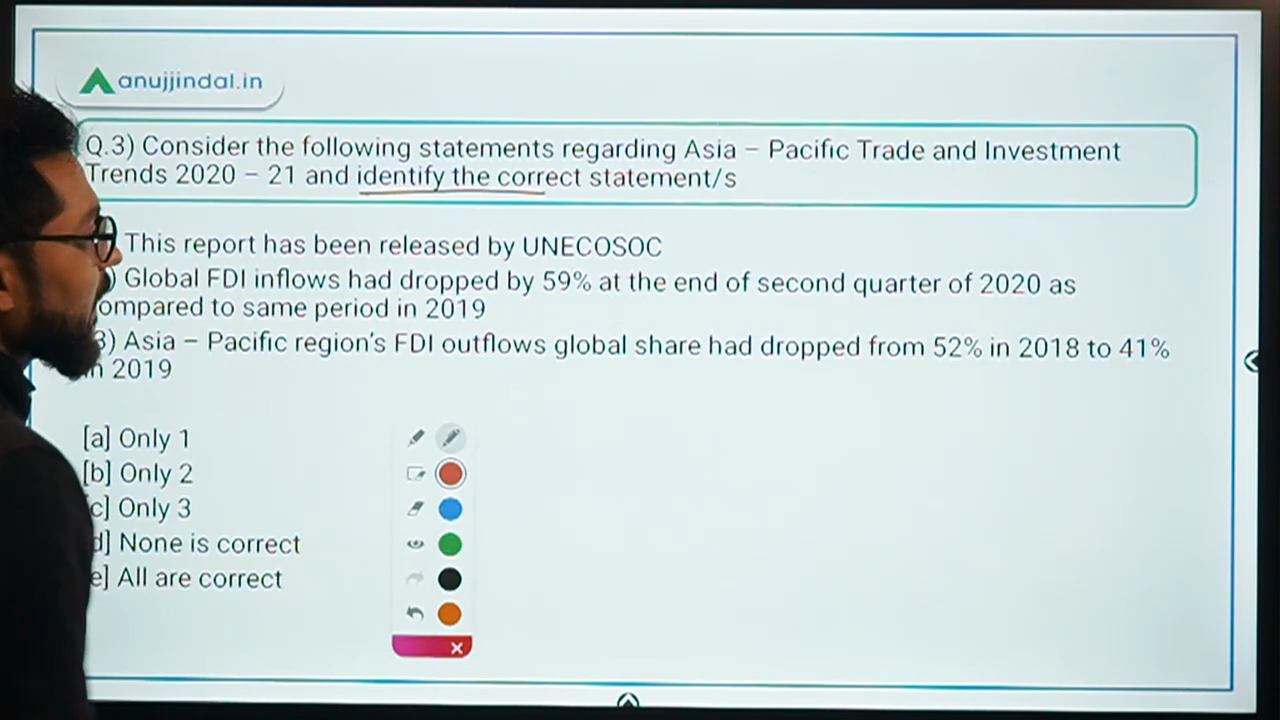 anujjindal.in
Q.3) Consider the following statements regarding Asia – Pacific Trade and Investment
Trends 2020 – 21 and identify the correct statement/s
This report has been released by UNECOSOC
) Global FDI inflows had dropped by 59% at the end of second quarter of 2020 as
ompared to same period in 2019
3) Asia – Pacific region's FDI outflows global share had dropped from 52% in 2018 to 41%
in 2019
[a] Only 1
[b] Only 2
c] Only 3
d] None is correct
e] All are correct